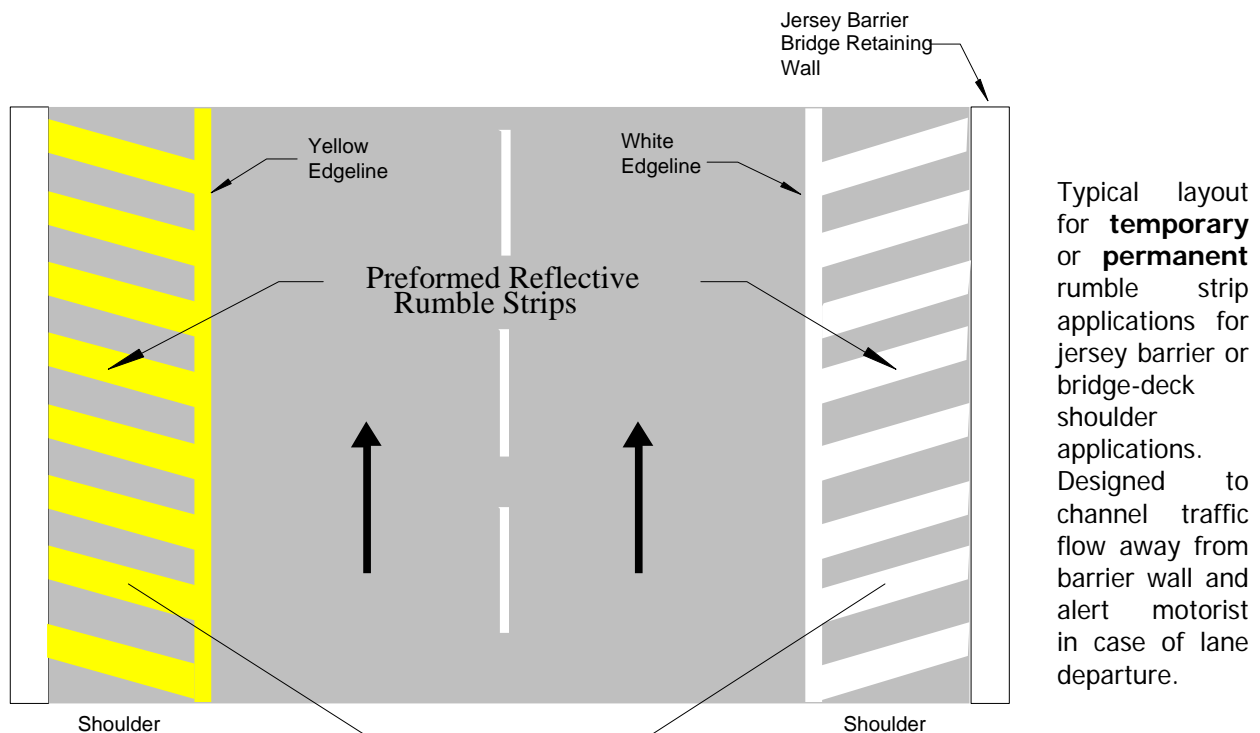 Jersey Barrier
Bridge Retaining
Wall
Yellow
Edgeline
White
Edgeline
Preformed Reflective
Rumble Strips
Shoulder
Shoulder
Typical layout
for temporary
or permanent
rumble strip
applications for
jersey barrier or
bridge-deck
shoulder
applications.
Designed to
channel traffic
flow away from
barrier wall and
alert motorist
in case of lane
departure.